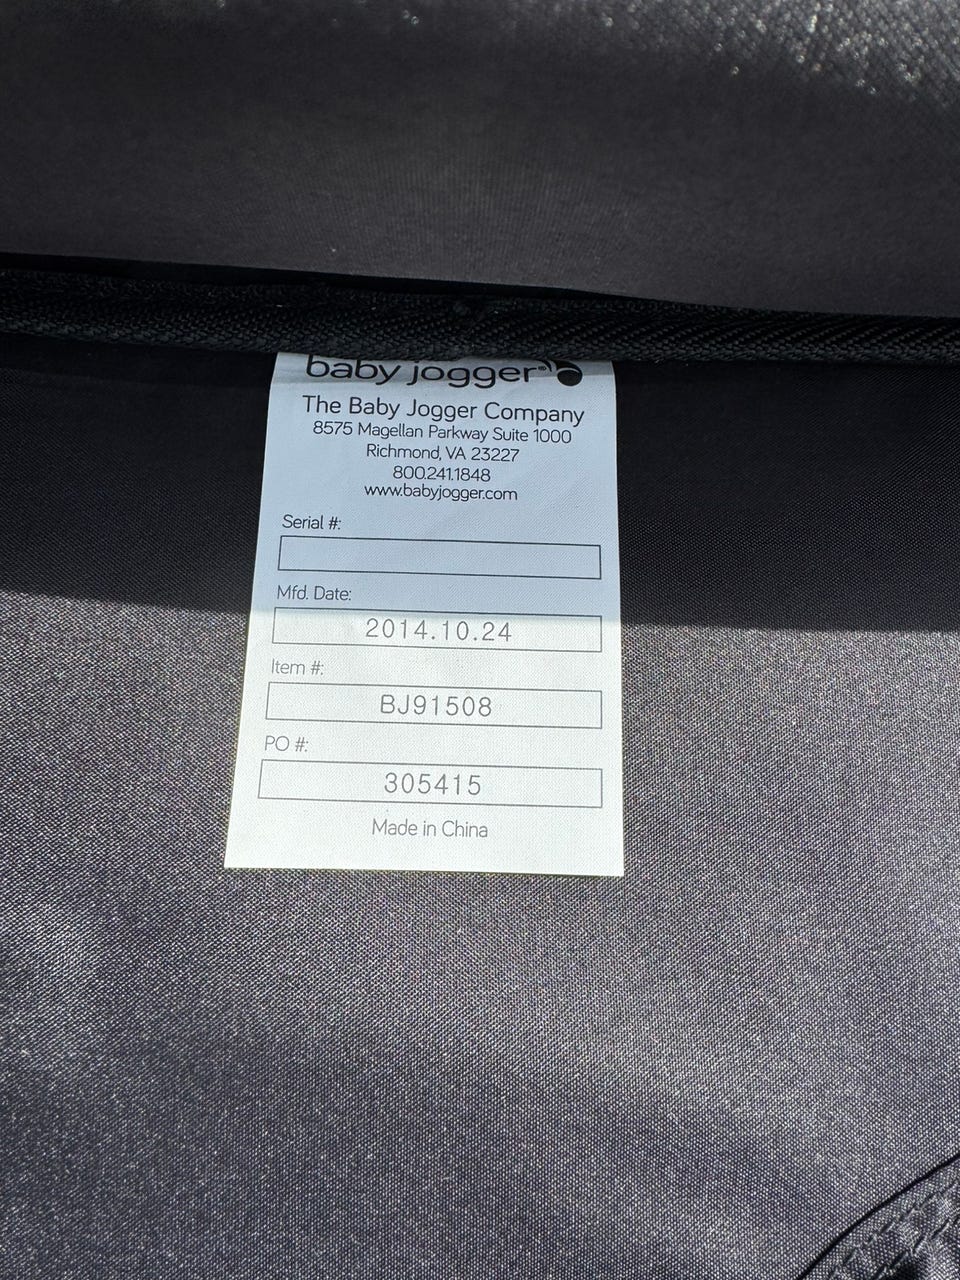 baby jogger®
The Baby Jogger Company
8575 Magellan Parkway Suite 1000
Richmond, VA 23227
800.241.1848
www.babyjogger.com
Serial #:
Mfd. Date:
2014.10.24
Item #:
BJ91508
PO #:
305415
Made in China